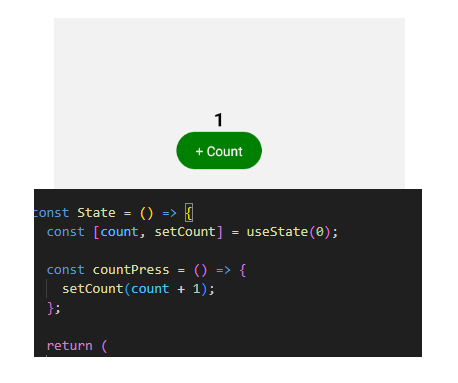 1
+ Count
const State = () => {
const [count, setCount] = useState(0);
const countPress = () => {
setCount(count + 1);
};
return (